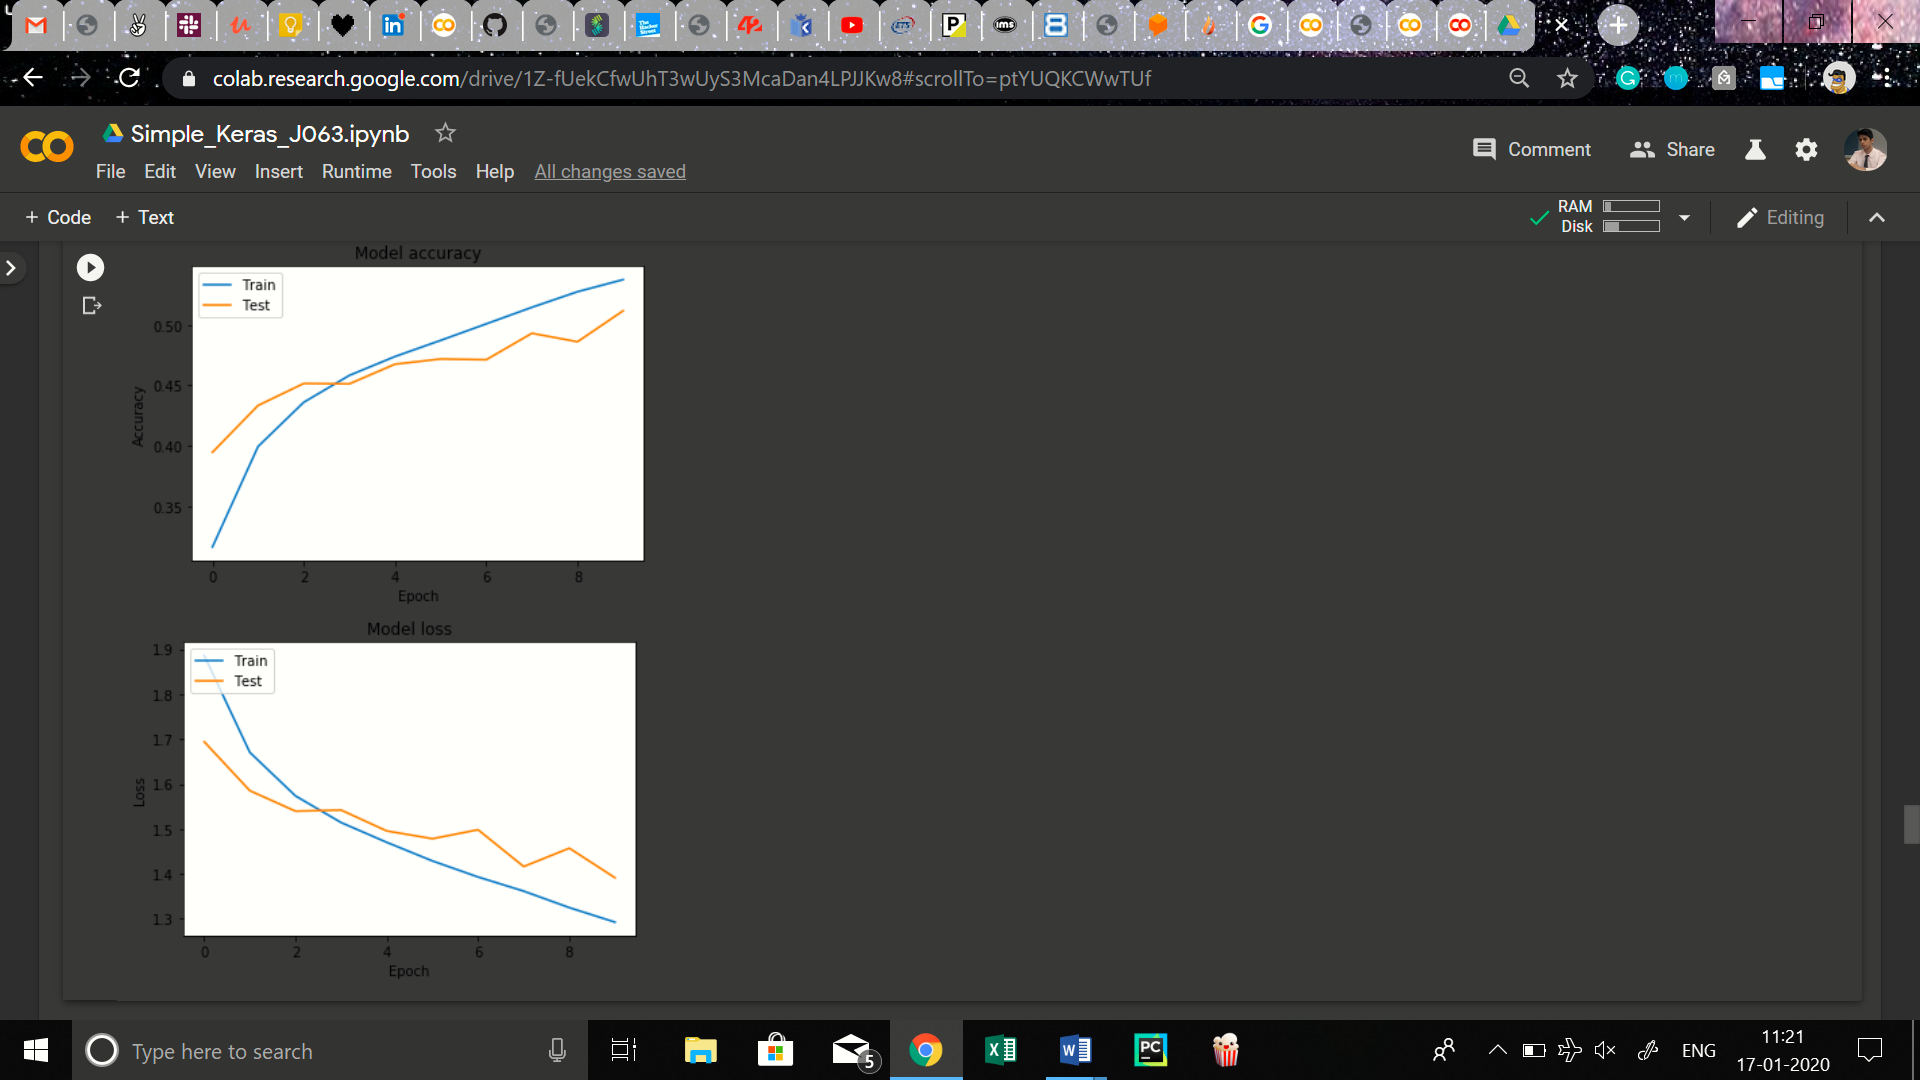 colab.research.google.com/drive/1Z-fUekCfwUhT3wUyS3McaDan4LPJJKw8#scrollTo=ptYUQKCWwTUf
Simple_Keras_J063.ipynb
Comment
Share
File Edit View Insert Runtime Tools Help All changes saved
+ Code + Text
RAM
Disk
Editing
Model accuracy
Train
Test
0.50
0.45
0.40
0.35
Accuracy
0 2 4 6 8
Epoch
Model loss
1.9
Train
Test
1.8
1.7
1.6
1.5
1.4
1.3
Loss
0 2 4 6 8
Epoch
Type here to search
5
ENG
11:21
17-01-2020